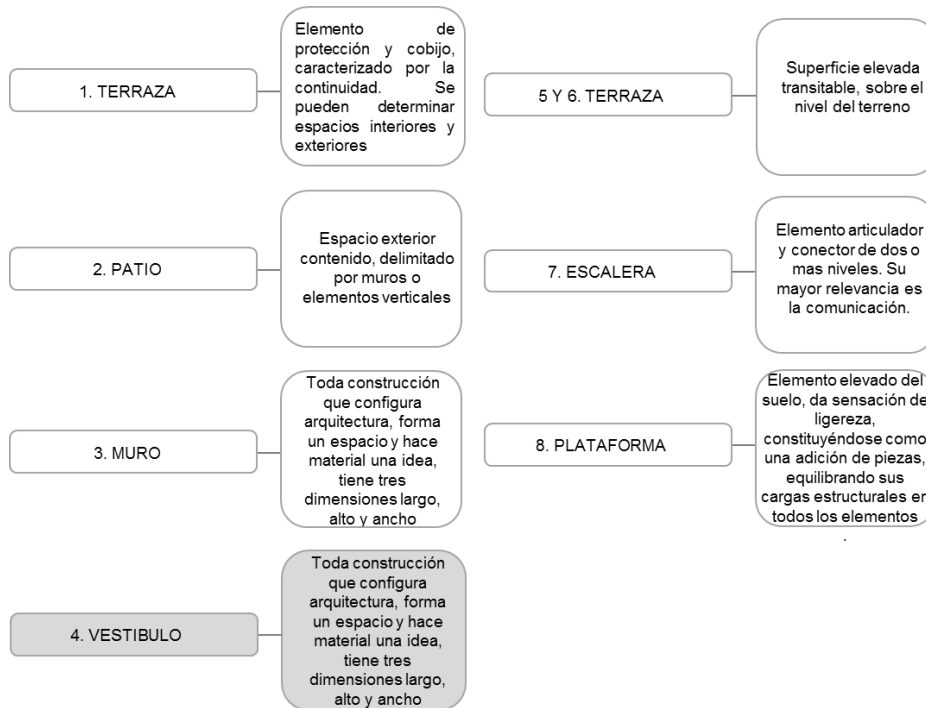 1. TERRAZA
Elemento de
protección y cobijo,
caracterizado por la
continuidad. Se
pueden determinar
espacios interiores y
exteriores
5 Y 6. TERRAZA
Superficie elevada
transitable, sobre el
nivel del terreno
2. PATIO
Espacio exterior
contenido, delimitado
por muros o
elementos verticales
7. ESCALERA
Elemento articulador
y conector de dos o
mas niveles. Su
mayor relevancia es
la comunicación.
3. MURO
Toda construcción
que configura
arquitectura, forma
un espacio y hace
material una idea,
tiene tres
dimensiones largo,
alto y ancho
8. PLATAFORMA
Elemento elevado del
suelo, da sensación de
ligereza,
constituyéndose como
una adición de piezas,
equilibrando sus
cargas estructurales en
todos los elementos
.
4. VESTIBULO
Toda construcción
que configura
arquitectura, forma
un espacio y hace
material una idea,
tiene tres
dimensiones largo,
alto y ancho